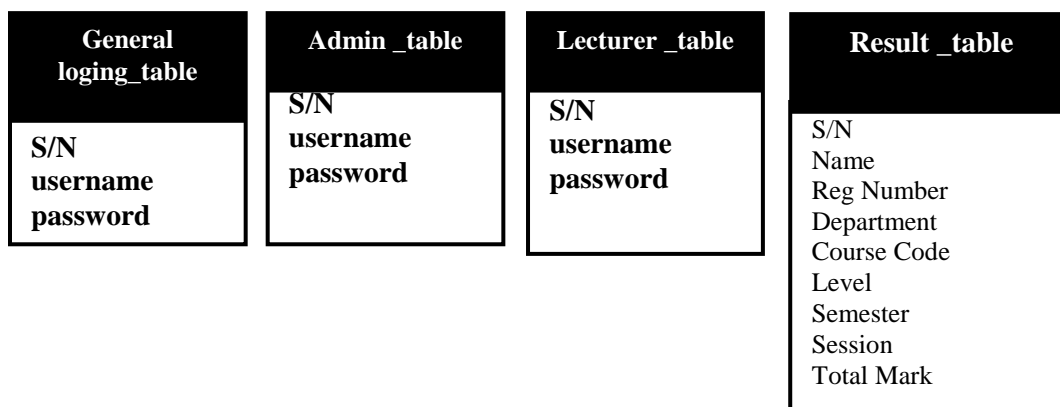 General
loging_table
S/N
username
password
Admin _table
S/N
username
password
Lecturer _table
S/N
username
password
Result _table
S/N
Name
Reg Number
Department
Course Code
Level
Semester
Session
Total Mark